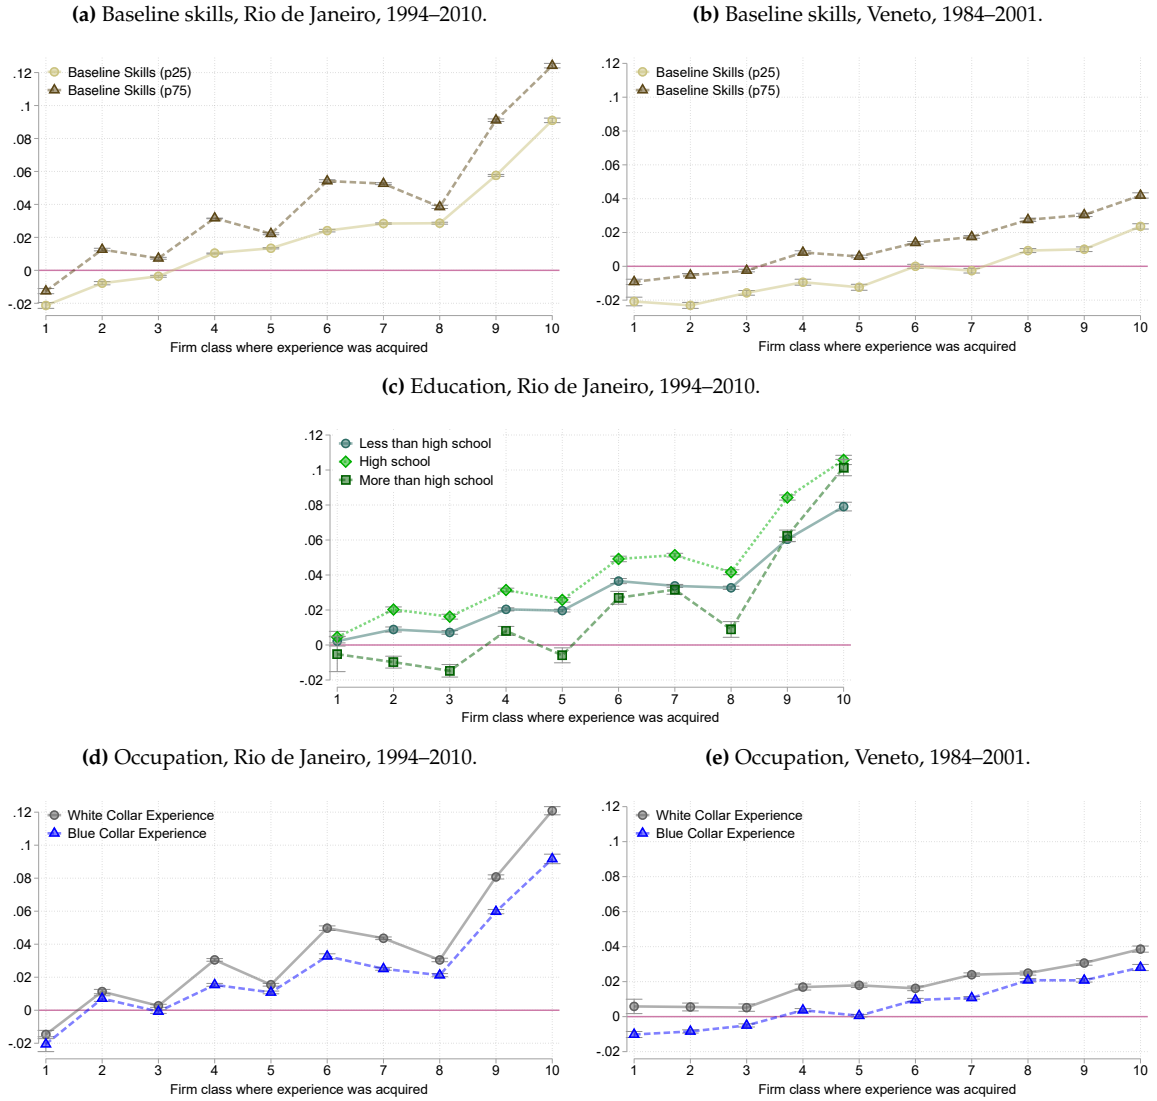 (a) Baseline skills, Rio de Janeiro, 1994–2010.
Baseline Skills (p25)
Baseline Skills (p75)
.12
.1
.08
.06
.04
.02
0
-.02
1 2 3 4 5 6 7 8 9 10
Firm class where experience was acquired
(b) Baseline skills, Veneto, 1984–2001.
Baseline Skills (p25)
Baseline Skills (p75)
.12
.1
.08
.06
.04
.02
0
-.02
1 2 3 4 5 6 7 8 9 10
Firm class where experience was acquired
(c) Education, Rio de Janeiro, 1994–2010.
Less than high school
High school
More than high school
.12
.1
.08
.06
.04
.02
0
-.02
1 2 3 4 5 6 7 8 9 10
Firm class where experience was acquired
(d) Occupation, Rio de Janeiro, 1994–2010.
White Collar Experience
Blue Collar Experience
.12
.1
.08
.06
.04
.02
0
-.02
1 2 3 4 5 6 7 8 9 10
Firm class where experience was acquired
(e) Occupation, Veneto, 1984–2001.
White Collar Experience
Blue Collar Experience
.12
.1
.08
.06
.04
.02
0
-.02
1 2 3 4 5 6 7 8 9 10
Firm class where experience was acquired